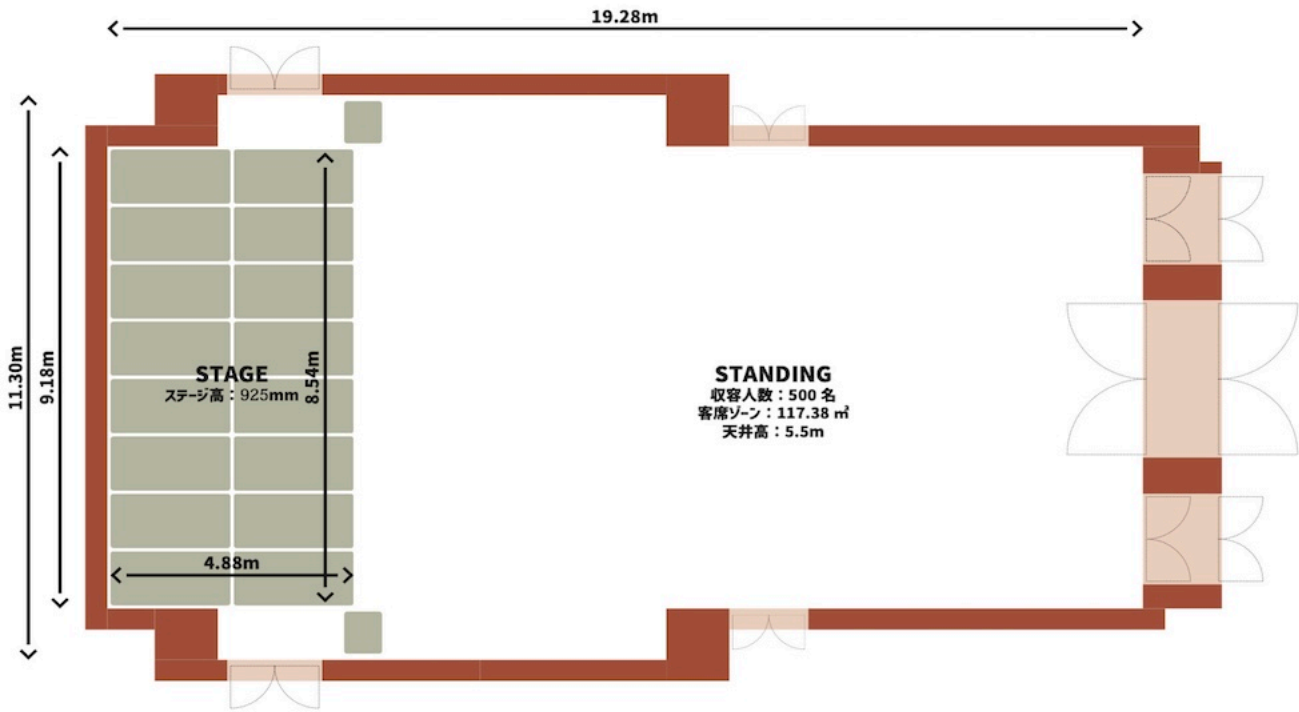 19.28m
11.30m
9.18m
STAGE
ステージ高：925mm
8.54m
4.88m
STANDING
収容人数：500 名
客席ゾーン：117.38 ㎡
天井高：5.5m